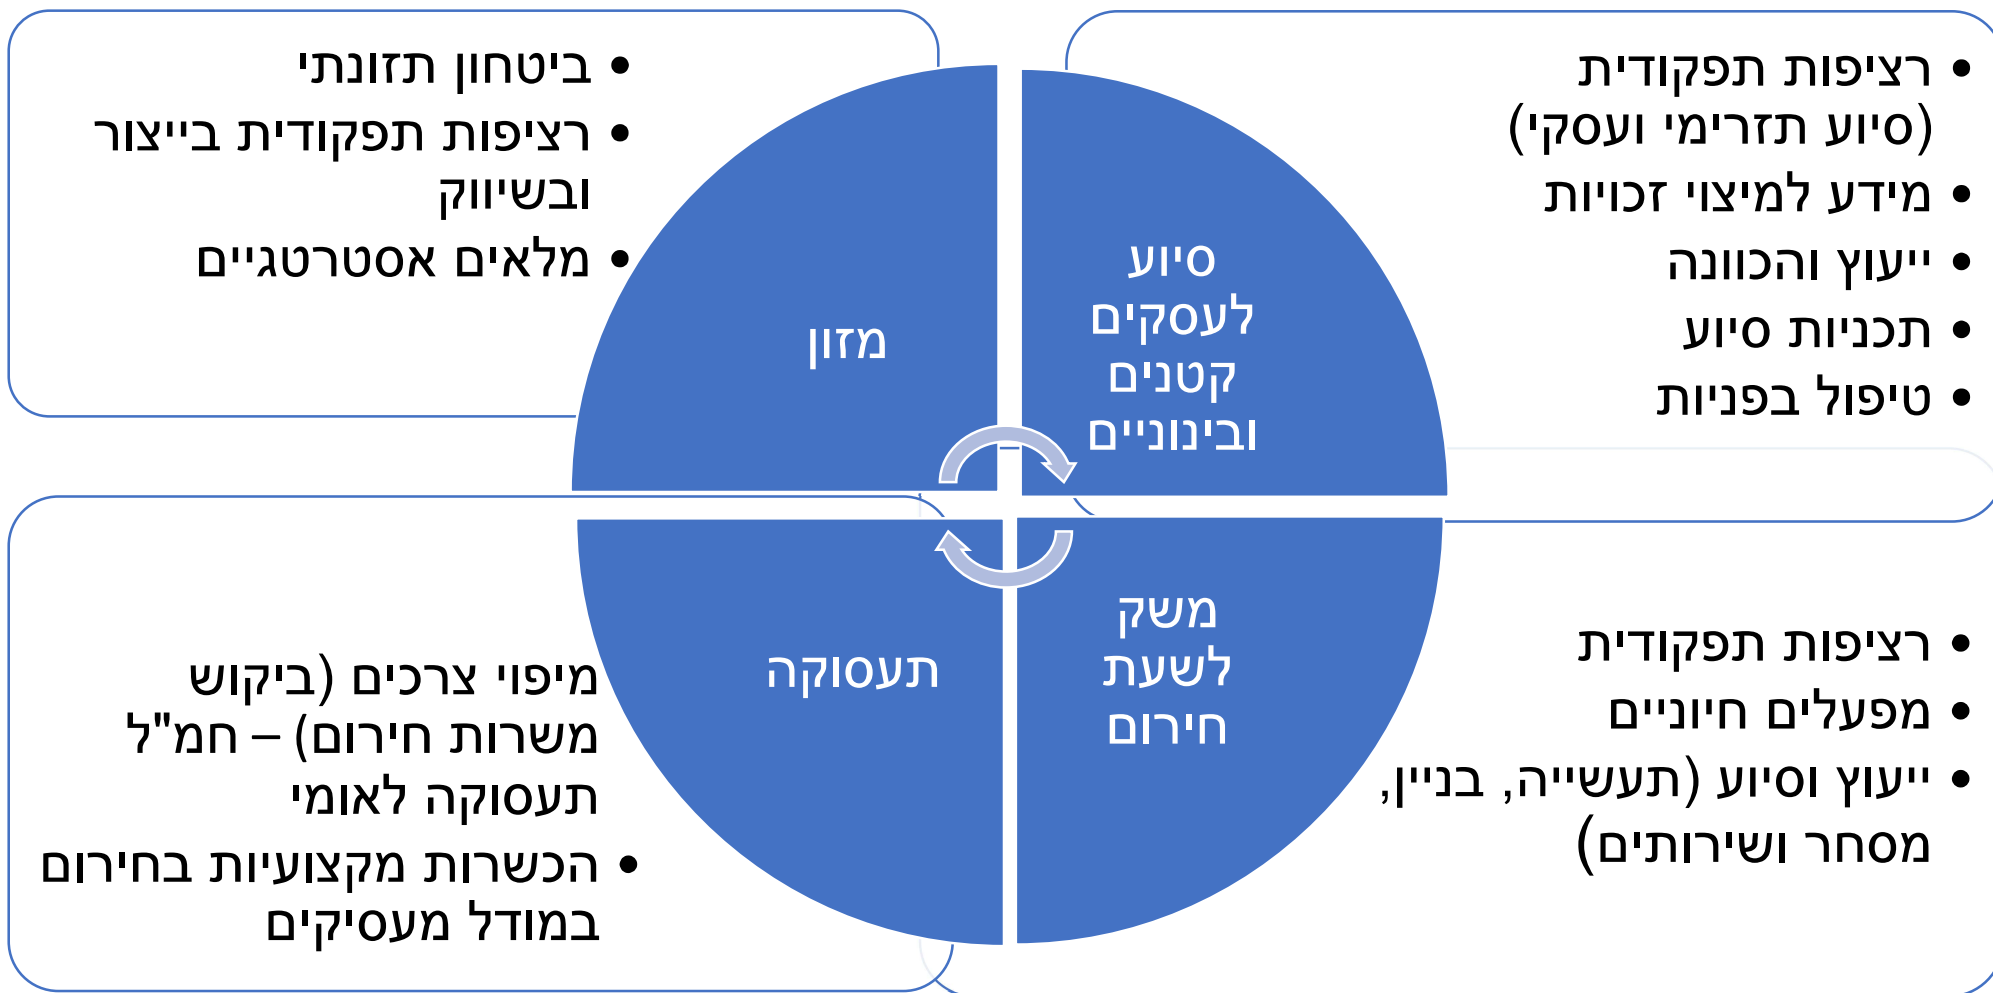 סיוע
לעסקים
קטנים
ובינוניים
• רציפות תפקודית
(סיוע תזרימי ועסקי)
• מידע למיצוי זכויות
• ייעוץ והכוונה
• תכניות סיוע
• טיפול בפניות
מזון
• ביטחון תזונתי
• רציפות תפקודית בייצור
ובשיווק
• מלאים אסטרטגיים
משק
לשעת
חירום
• רציפות תפקודית
• מפעלים חיוניים
• ייעוץ וסיוע (תעשייה, בניין,
מסחר ושירותים)
תעסוקה
מיפוי צרכים (ביקוש
משרות חירום) – חמ"ל
תעסוקה לאומי
• הכשרות מקצועיות בחירום
במודל מעסיקים